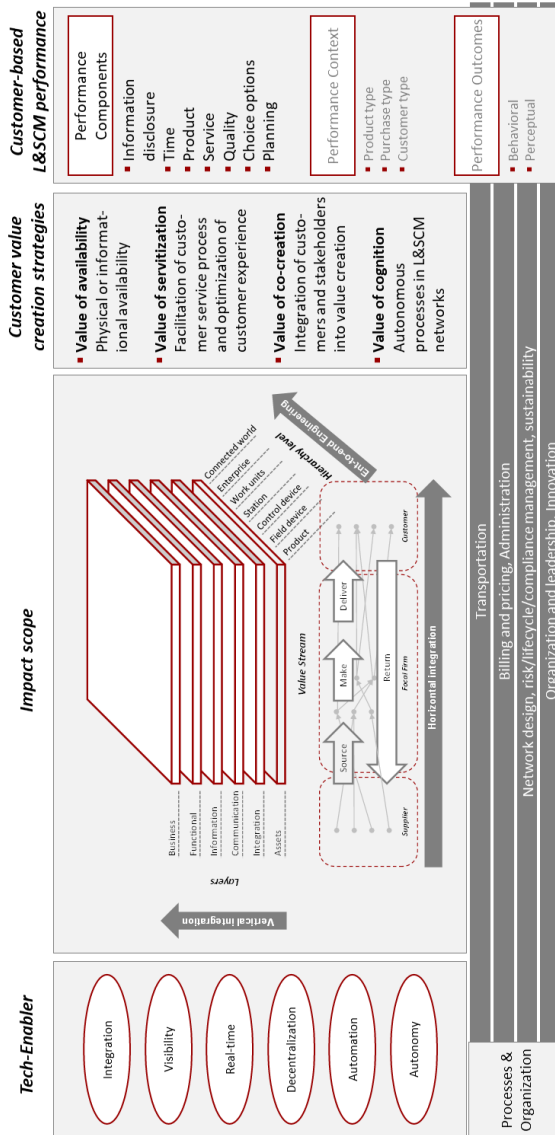 Tech-Enabler
Integration
Visibility
Real-time
Decentralization
Automation
Autonomy
Impact scope
Vertical integration
Layers
Business
Functional
Information
Communication
Integration
Assets
Connected world
Enterprise
Work units
Station
Control device
Field device
Product
Hierarchy level
Ent-to-end Engineering
Value Stream
Source
Make
Deliver
Return
Supplier
Focal Firm
Customer
Horizontal integration
Customer value
creation strategies
Value of availability
Physical or informat-
ional availability
Value of servitization
Facilitation of custo-
mer service process
and optimization of
customer experience
Value of co-creation
Integration of custo-
mers and stakeholders
into value creation
Value of cognition
Autonomous
processes in L&SCM
networks
Customer-based
L&SCM performance
Performance
Components
Information
disclosure
Time
Product
Service
Quality
Choice options
Planning
Performance Context
Product type
Purchase type
Customer type
Performance Outcomes
Behavioral
Perceptual
Processes &
Organization
Transportation
Billing and pricing, Administration
Network design, risk/lifecycle/compliance management, sustainability
Organization and leadership, Innovation